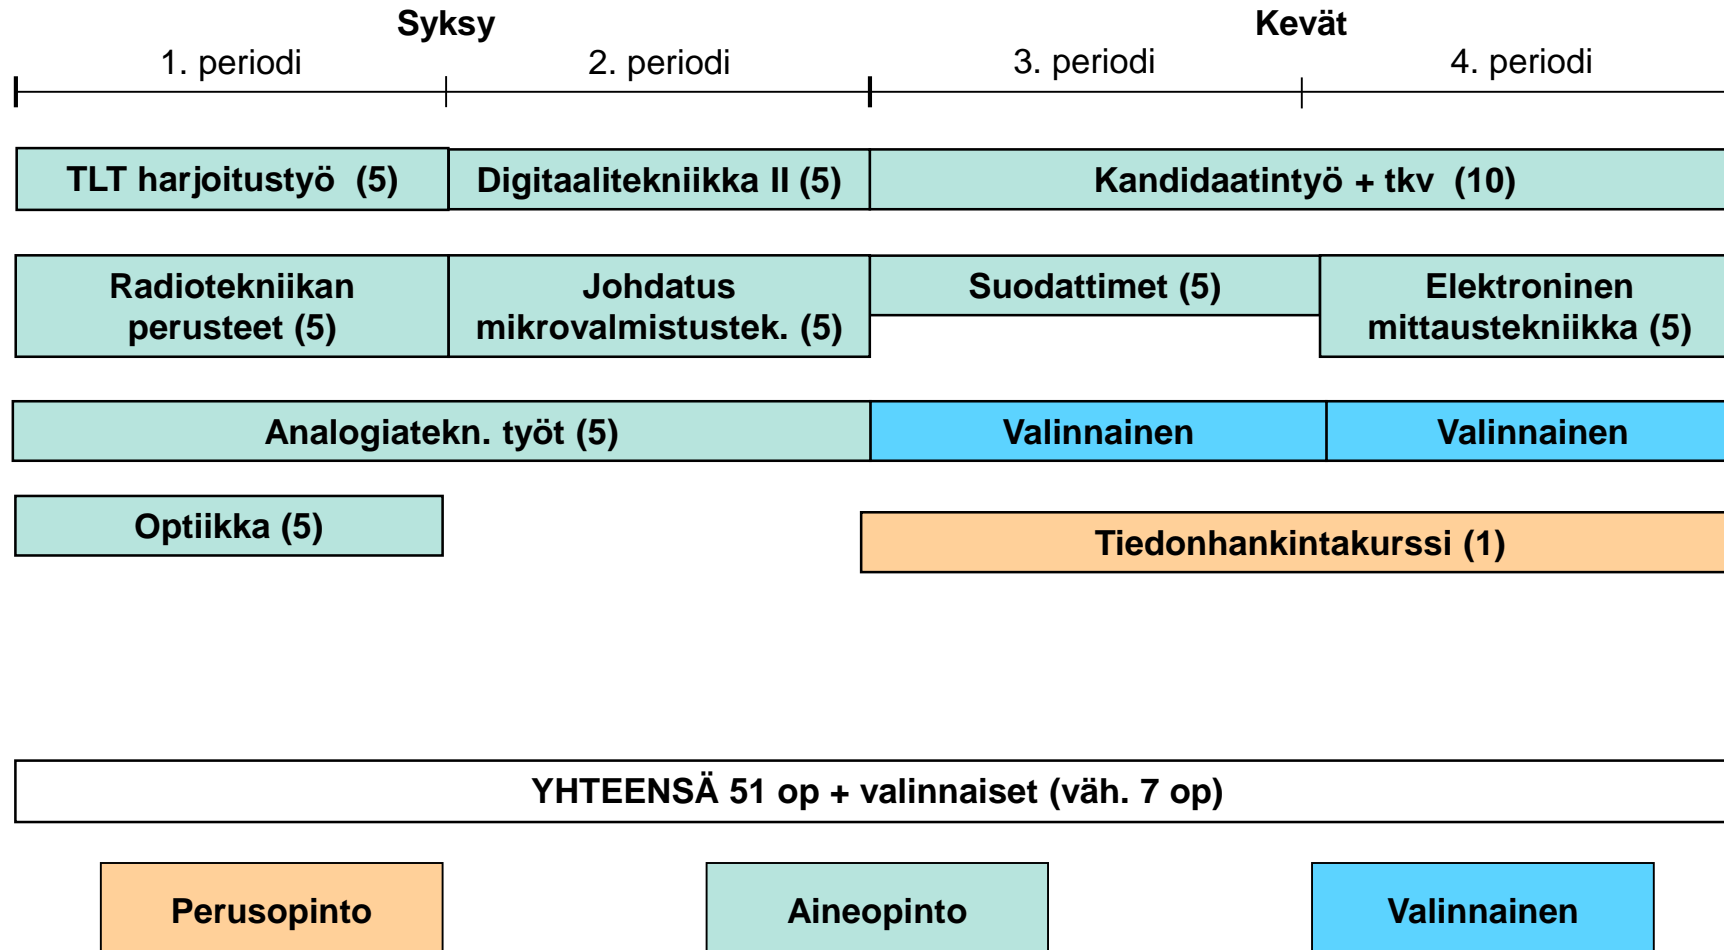 Syksy
Kevät
1. periodi
2. periodi
3. periodi
4. periodi
TLT harjoitustyö  (5)
Digitaalitekniikka II (5)
Kandidaatintyö + tkv  (10)
Radiotekniikan
perusteet (5)
Johdatus
mikrovalmistustek. (5)
Suodattimet (5)
Elektroninen
mittaustekniikka (5)
Analogiatekn. työt (5)
Valinnainen
Valinnainen
Optiikka (5)
Tiedonhankintakurssi (1)
YHTEENSÄ 51 op + valinnaiset (väh. 7 op)
Perusopinto
Aineopinto
Valinnainen